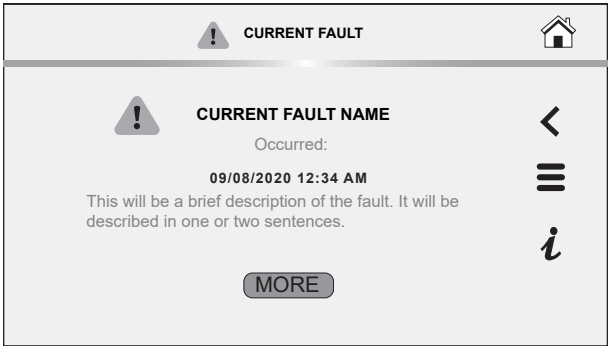 CURRENT FAULT
CURRENT FAULT NAME
Occurred:
09/08/2020 12:34 AM
This will be a brief description of the fault. It will be
described in one or two sentences.
MORE